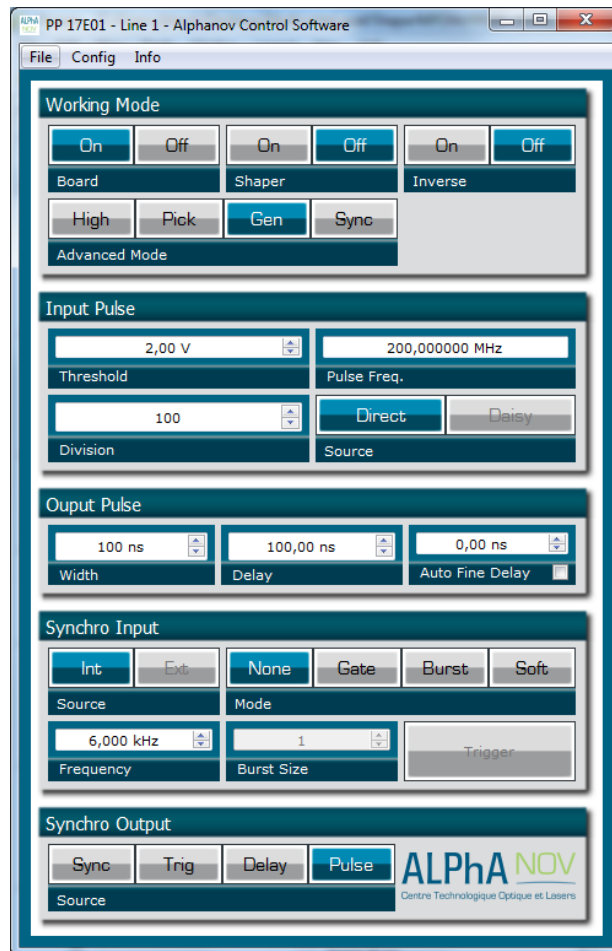 PP 17E01 - Line 1 - Alphanov Control Software
File Config Info
Working Mode
On Off On Off On Off
Board Shaper Inverse
High Pick Gen Sync
Advanced Mode
Input Pulse
2,00 V 200,000000 MHz
Threshold Pulse Freq.
100 Direct Daisy
Division Source
Ouput Pulse
100 ns 100,00 ns 0,00 ns
Width Delay Auto Fine Delay
Synchro Input
Int Ext None Gate Burst Soft
Source Mode
6,000 kHz 1 Trigger
Frequency Burst Size
Synchro Output
Sync Trig Delay Pulse ALPhA NOV
Source Centre Technologique Optique et Lasers